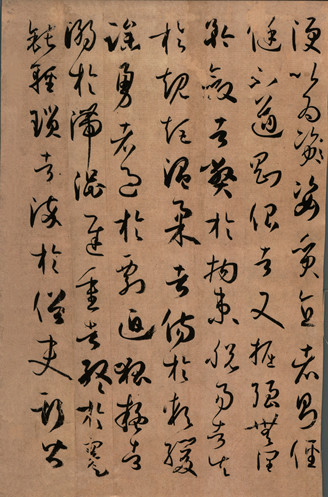 便以為姿質直者則徑
侹不遒剛佷者又掘強無潤
矜斂者弊於拘束脫易者失
於規矩溫柔者傷於軟緩
躁勇者過於剽迫狐疑者
溺於滯澀遲重者終於蹇
鈍輕瑣者染於俗吏斯皆